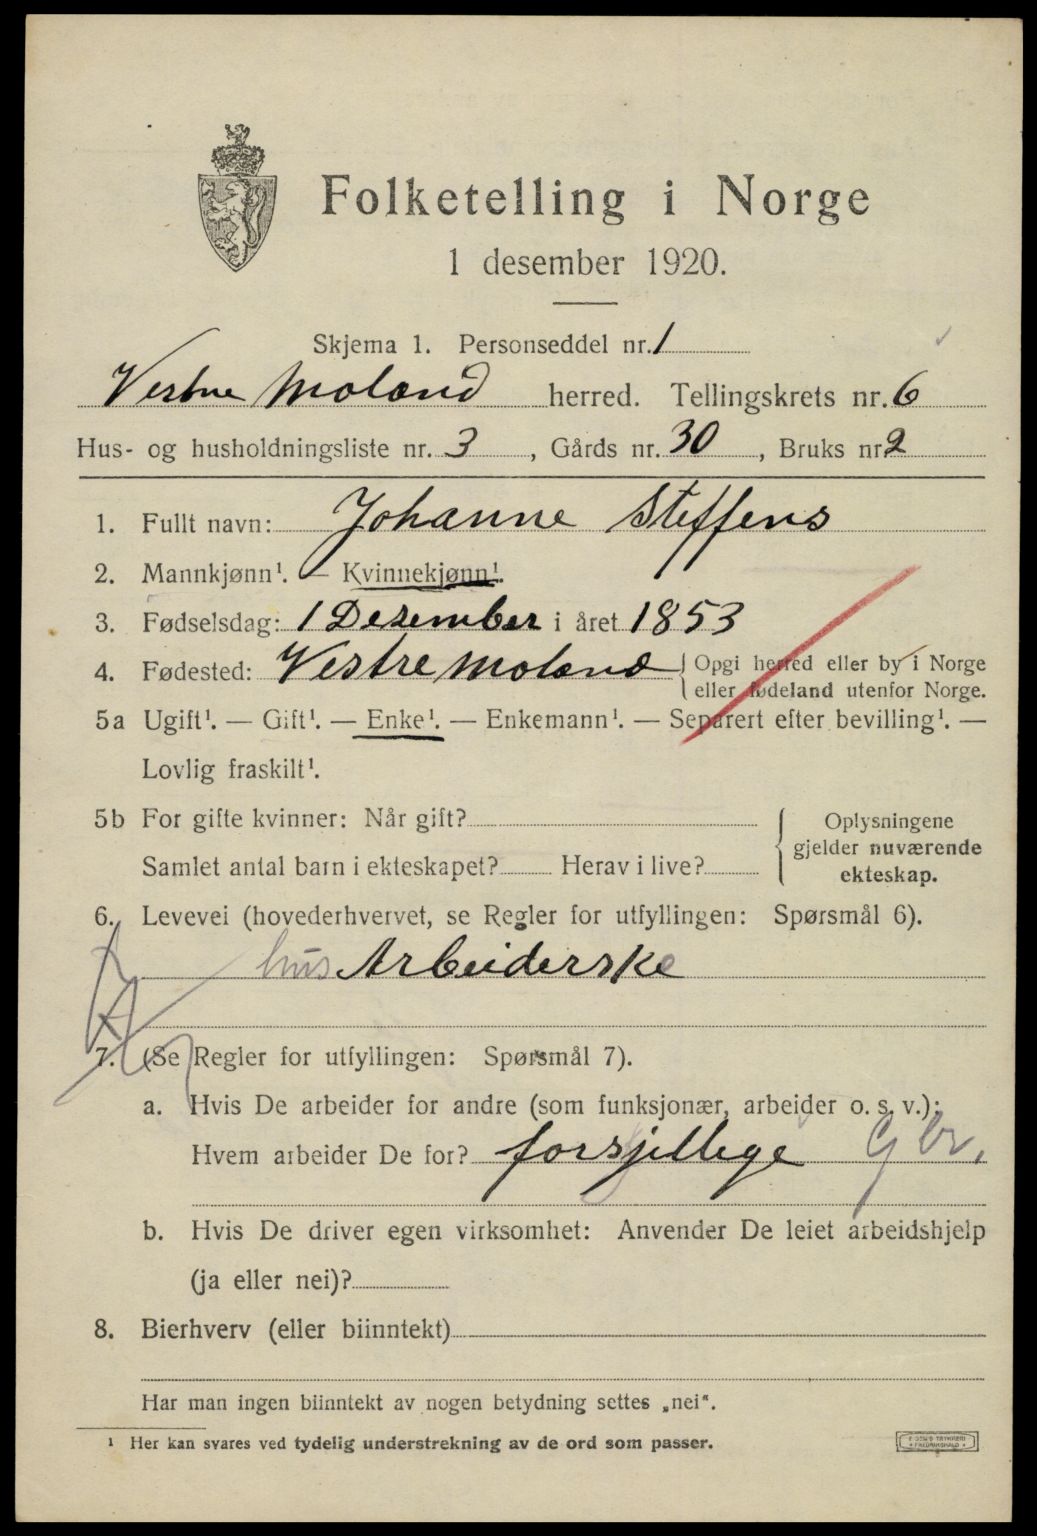 Folketelling i Norge
1 desember 1920.
Skjema 1. Personseddel nr. 1
Vestre Moland herred. Tellingskrets nr. 6
Hus- og husholdningsliste nr. 3, Gårds nr. 30, Bruks nr. 2
1. Fullt navn: Johanne Steffens
2. Mannkjønn¹. — Kvinnekjønn¹.
3. Fødselsdag: 1 Dezember i året 1853
4. Fødested: Vestre Moland { Opgi herred eller by i Norge
eller fødeland utenfor Norge.
5a Ugift¹. — Gift¹. — Enke¹. — Enkemann¹. — Separert efter bevilling¹. —
Lovlig fraskilt¹.
5b For gifte kvinner: Når gift?
Samlet antal barn i ekteskapet? Herav i live?
{ Oplysningene
gjelder nuværende
ekteskap.
6. Levevei (hovederhvervet, se Regler for utfyllingen: Spørsmål 6).
hus Arbeiderske
7. (Se Regler for utfyllingen: Spørsmål 7).
a. Hvis De arbeider for andre (som funksjonær, arbeider o. s. v.):
Hvem arbeider De for? forsjellege
b. Hvis De driver egen virksomhet: Anvender De leiet arbeidshjelp
(ja eller nei)?
8. Bierhverv (eller biinntekt)
Har man ingen biinntekt av nogen betydning settes „nei".
¹ Her kan svares ved tydelig understrekning av de ord som passer.